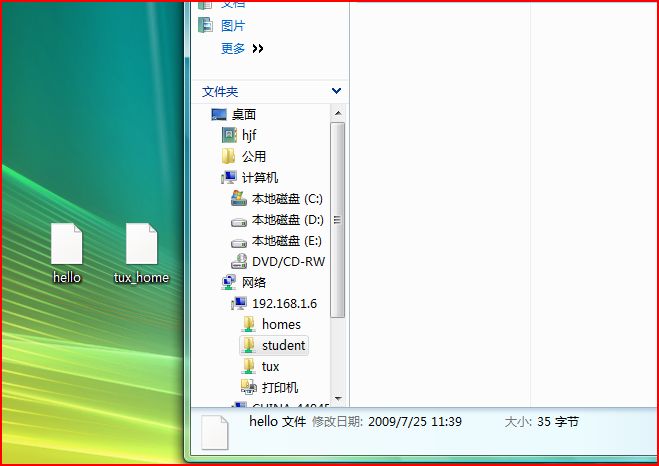 文档
图片
更多
文件夹
桌面
hjf
公用
计算机
本地磁盘 (C:)
本地磁盘 (D:)
本地磁盘 (E:)
DVD/CD-RW
网络
192.168.1.6
homes
student
tux
打印机
hello
tux_home
hello 文件 修改日期: 2009/7/25 11:39 大小: 35 字节